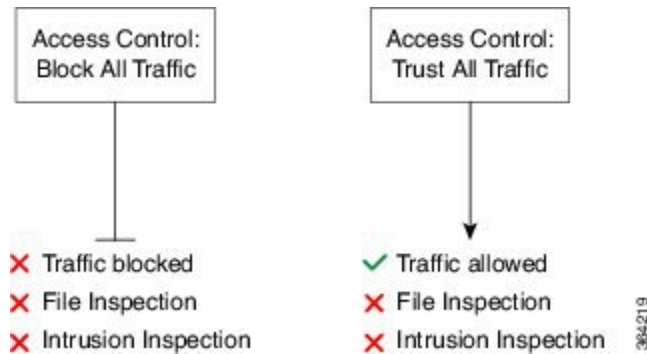 Access Control:
Block All Traffic
Traffic blocked
File Inspection
Intrusion Inspection
Access Control:
Trust All Traffic
Traffic allowed
File Inspection
Intrusion Inspection
364219